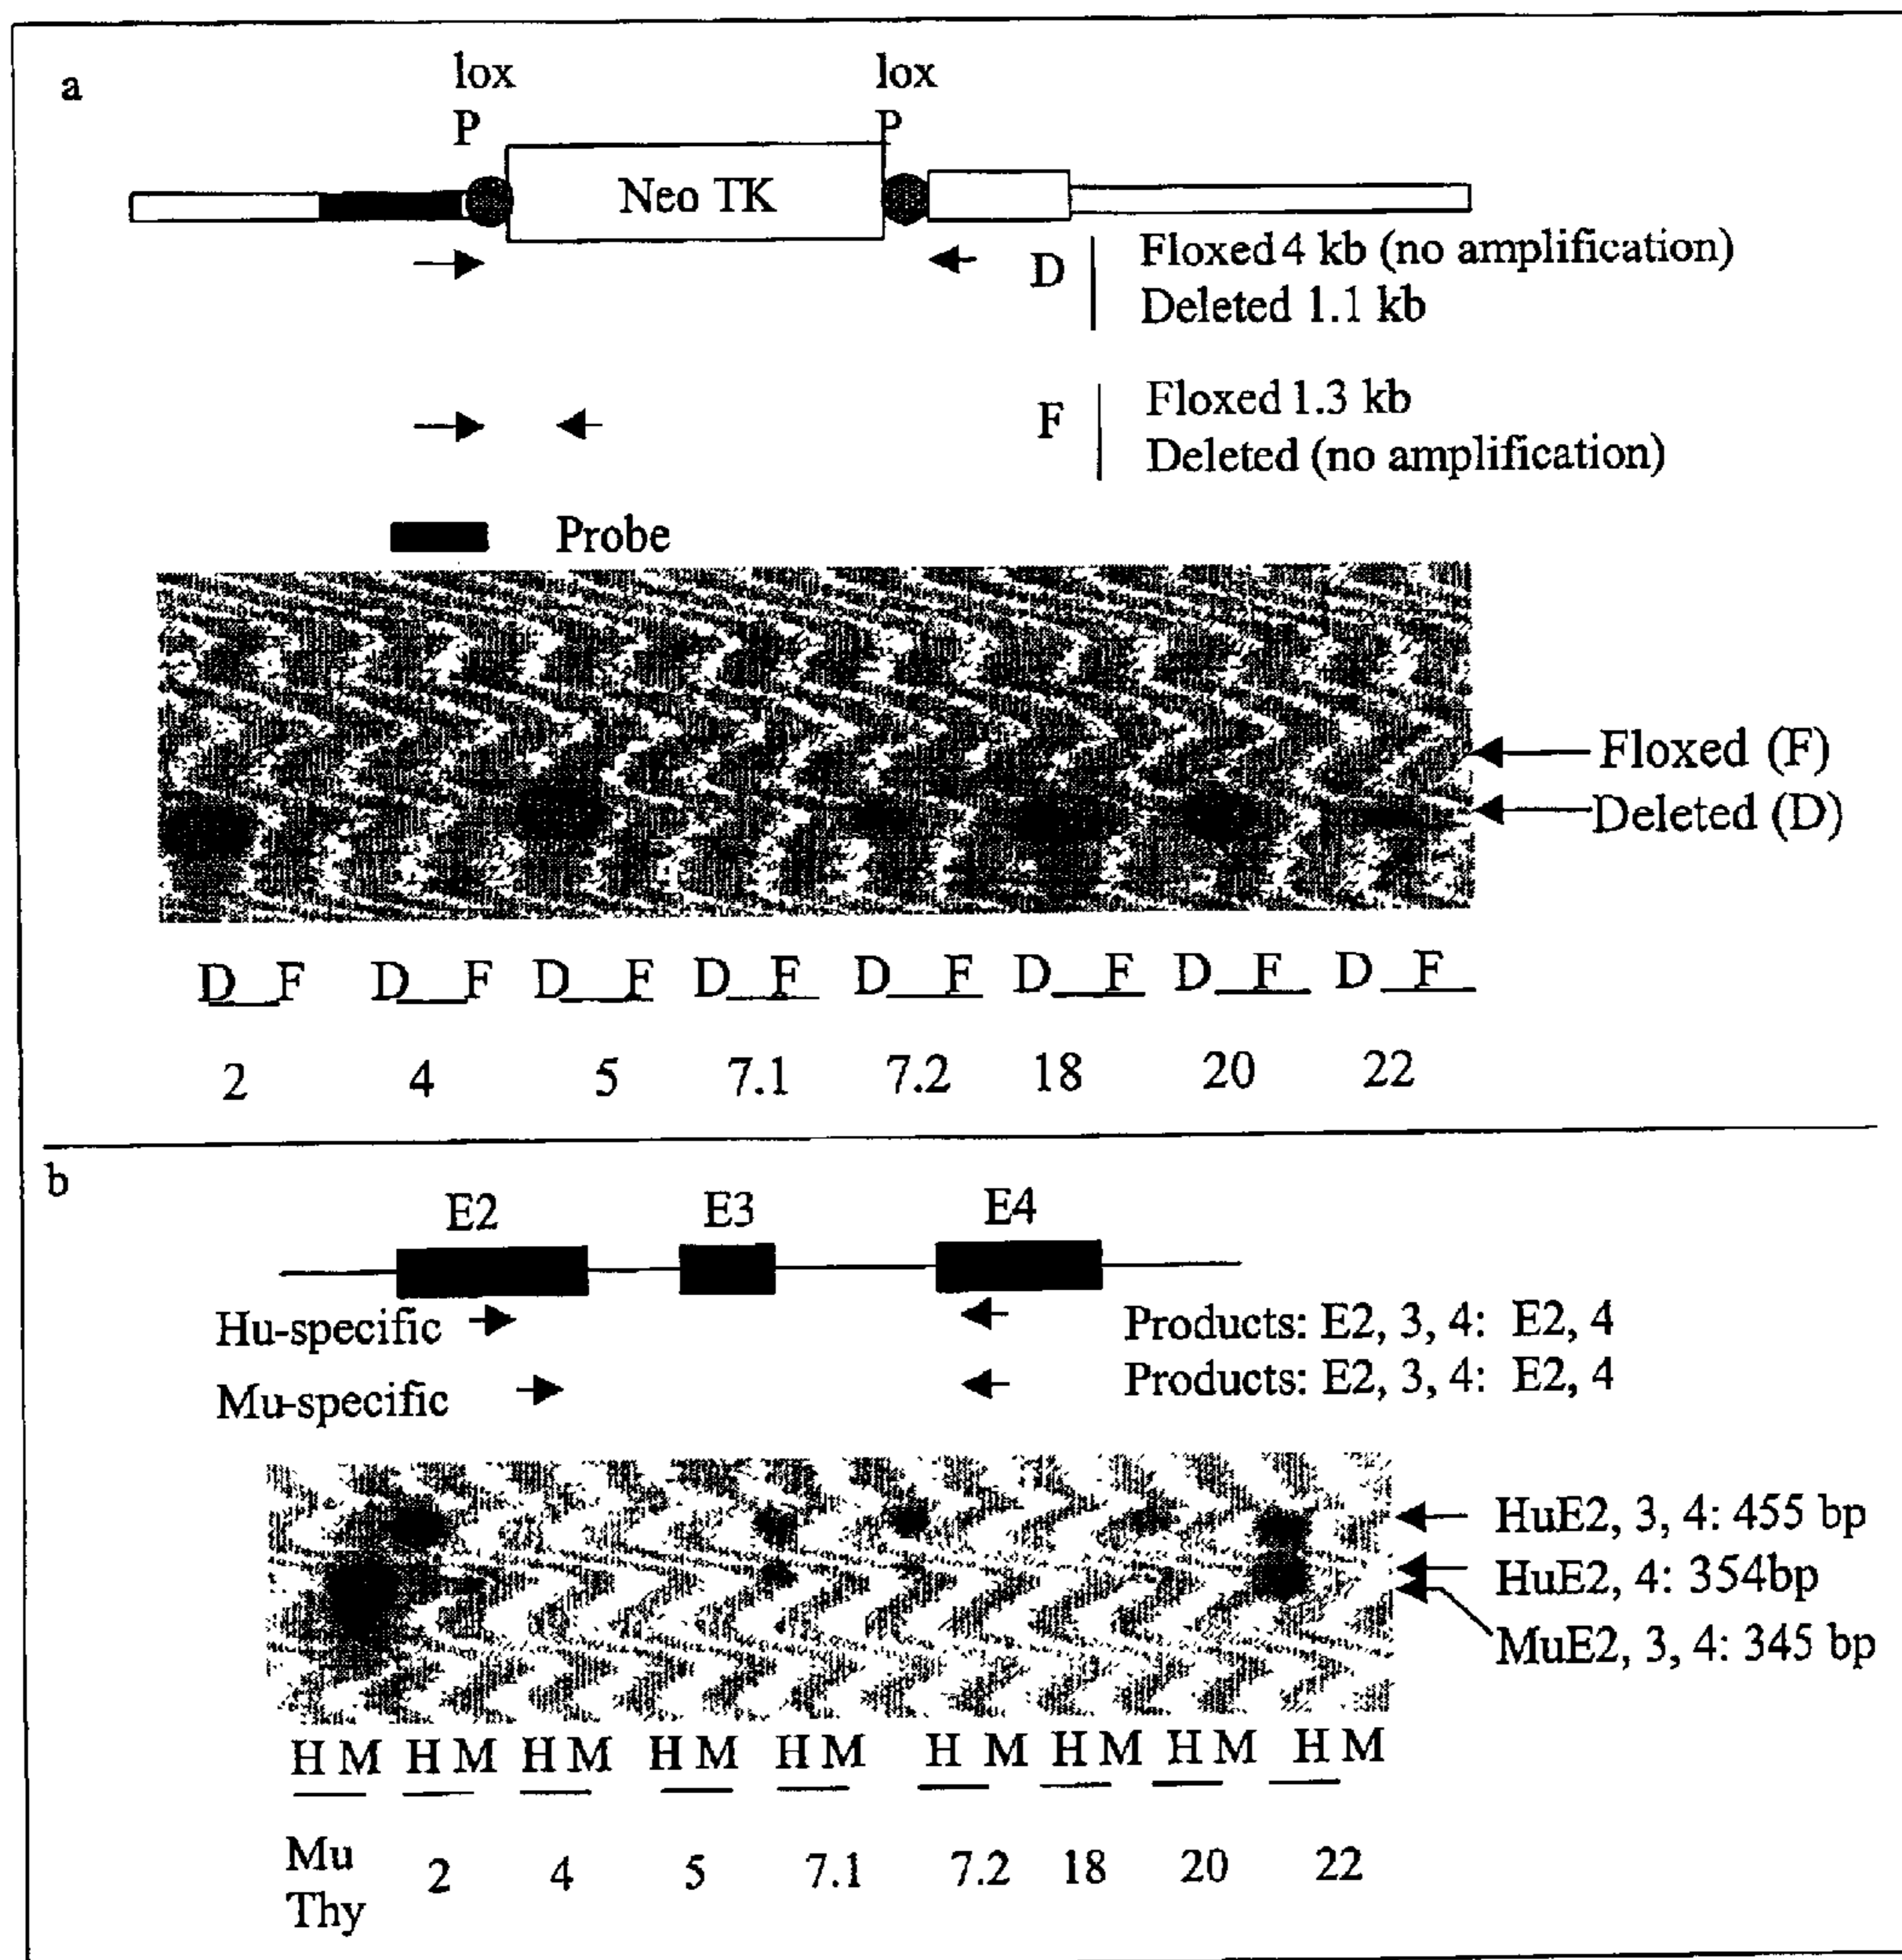 a
lox P
lox P
Neo TK
D
Floxed 4 kb (no amplification)
Deleted 1.1 kb
F
Floxed 1.3 kb
Deleted (no amplification)
Probe
Floxed (F)
Deleted (D)
D F D F D F D F D F D F D F D F
2 4 5 7.1 7.2 18 20 22
b
E2 E3 E4
Hu-specific
Products: E2, 3, 4: E2, 4
Mu-specific
Products: E2, 3, 4: E2, 4
HuE2, 3, 4: 455 bp
HuE2, 4: 354bp
MuE2, 3, 4: 345 bp
H M H M H M H M H M H M H M H M H M
Mu Thy 2 4 5 7.1 7.2 18 20 22